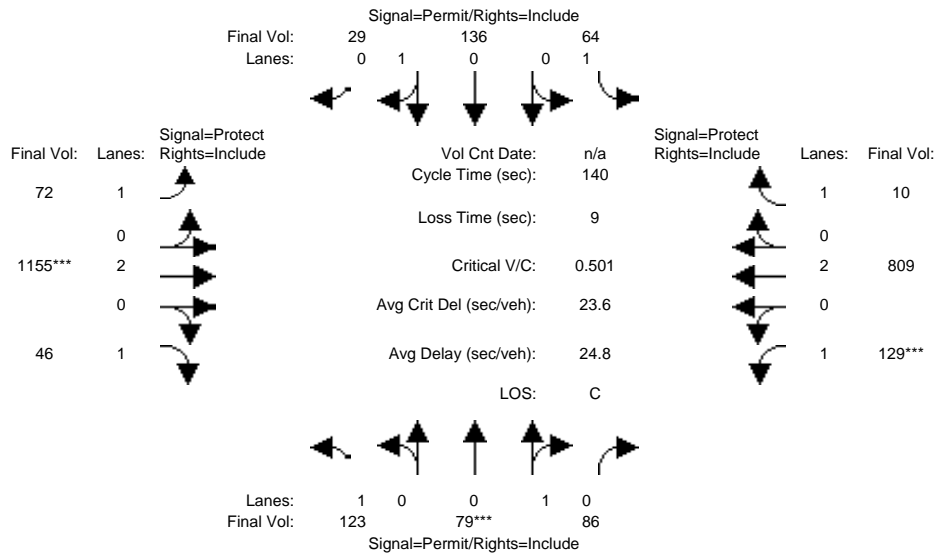 Signal=Permit/Rights=Include
Final Vol: 29 136 64
Lanes: 0 1 0 0 1
Signal=Protect Signal=Protect
Final Vol: Lanes: Rights=Include Vol Cnt Date: n/a Rights=Include Lanes: Final Vol:
Cycle Time (sec): 140
72 1 1 10
Loss Time (sec): 9
0 0
1155*** 2 Critical V/C: 0.501 2 809
0 Avg Crit Del (sec/veh): 23.6 0
46 1 Avg Delay (sec/veh): 24.8 1 129***
LOS: C
Lanes: 1 0 0 1 0
Final Vol: 123 79*** 86
Signal=Permit/Rights=Include